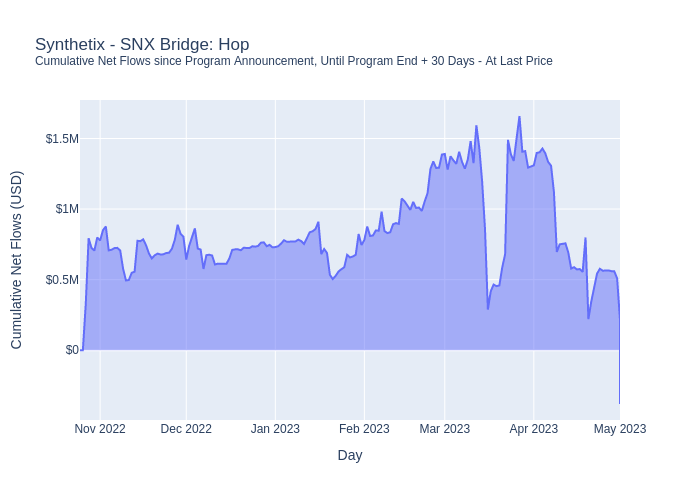 Synthetix - SNX Bridge: Hop
Cumulative Net Flows since Program Announcement, Until Program End + 30 Days - At Last Price
Cumulative Net Flows (USD)
$1.5M
$1M
$0.5M
$0
Nov 2022 Dec 2022 Jan 2023 Feb 2023 Mar 2023 Apr 2023 May 2023
Day